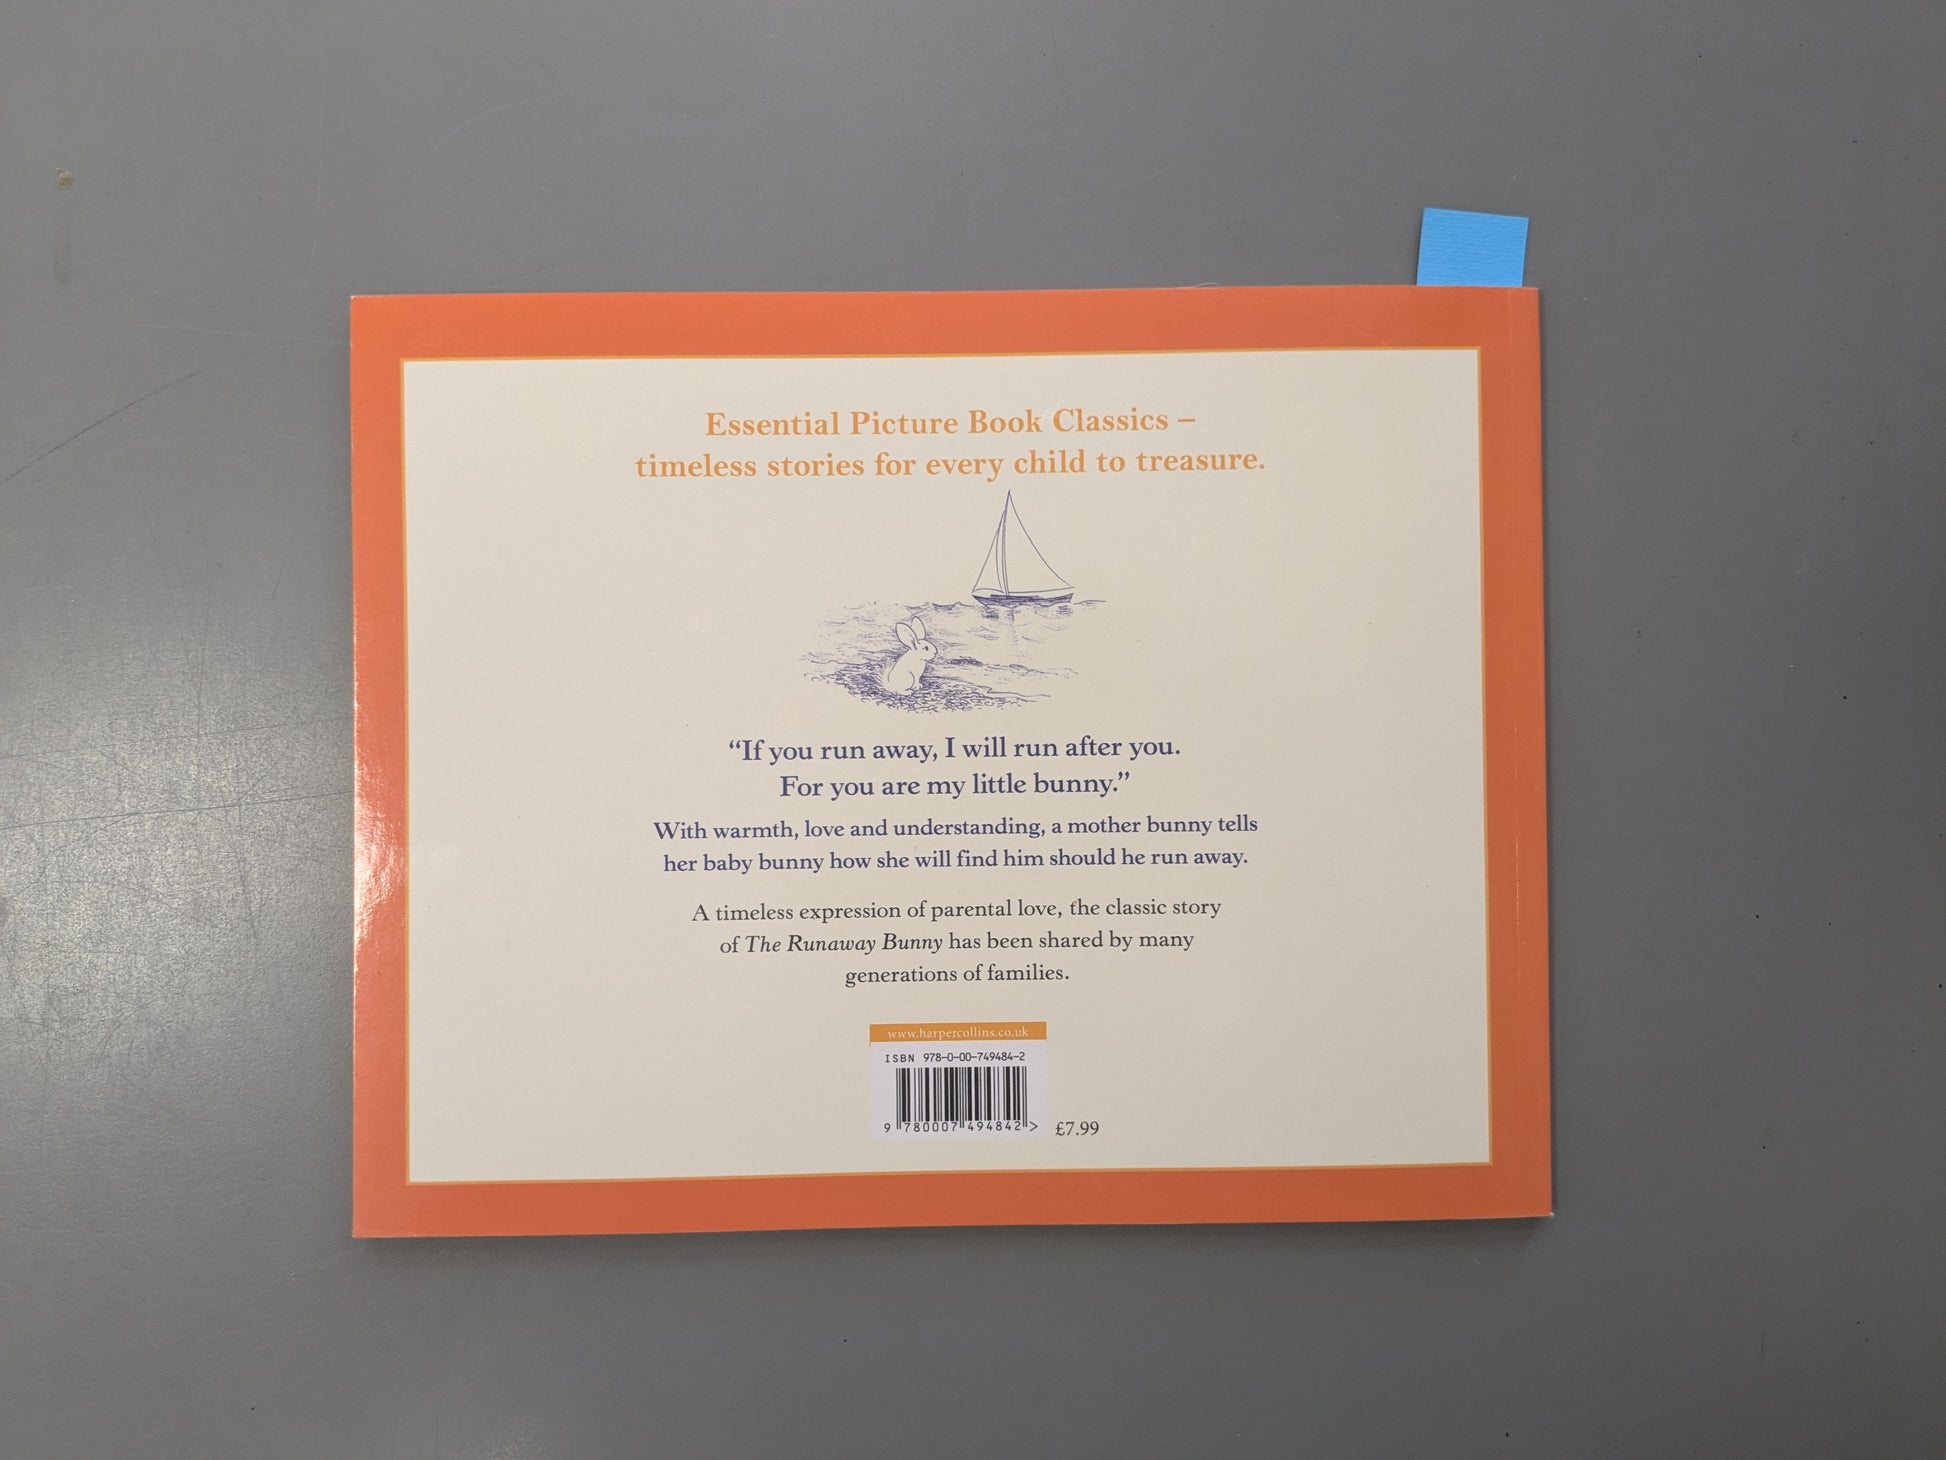 Essential Picture Book Classics –
timeless stories for every child to treasure.
“If you run away, I will run after you.
For you are my little bunny.”
With warmth, love and understanding, a mother bunny tells
her baby bunny how she will find him should he run away.
A timeless expression of parental love, the classic story
of The Runaway Bunny has been shared by many
generations of families.
www.harpercollins.co.uk
ISBN 978-0-00-749484-2
9 780007 494842 >
£7.99